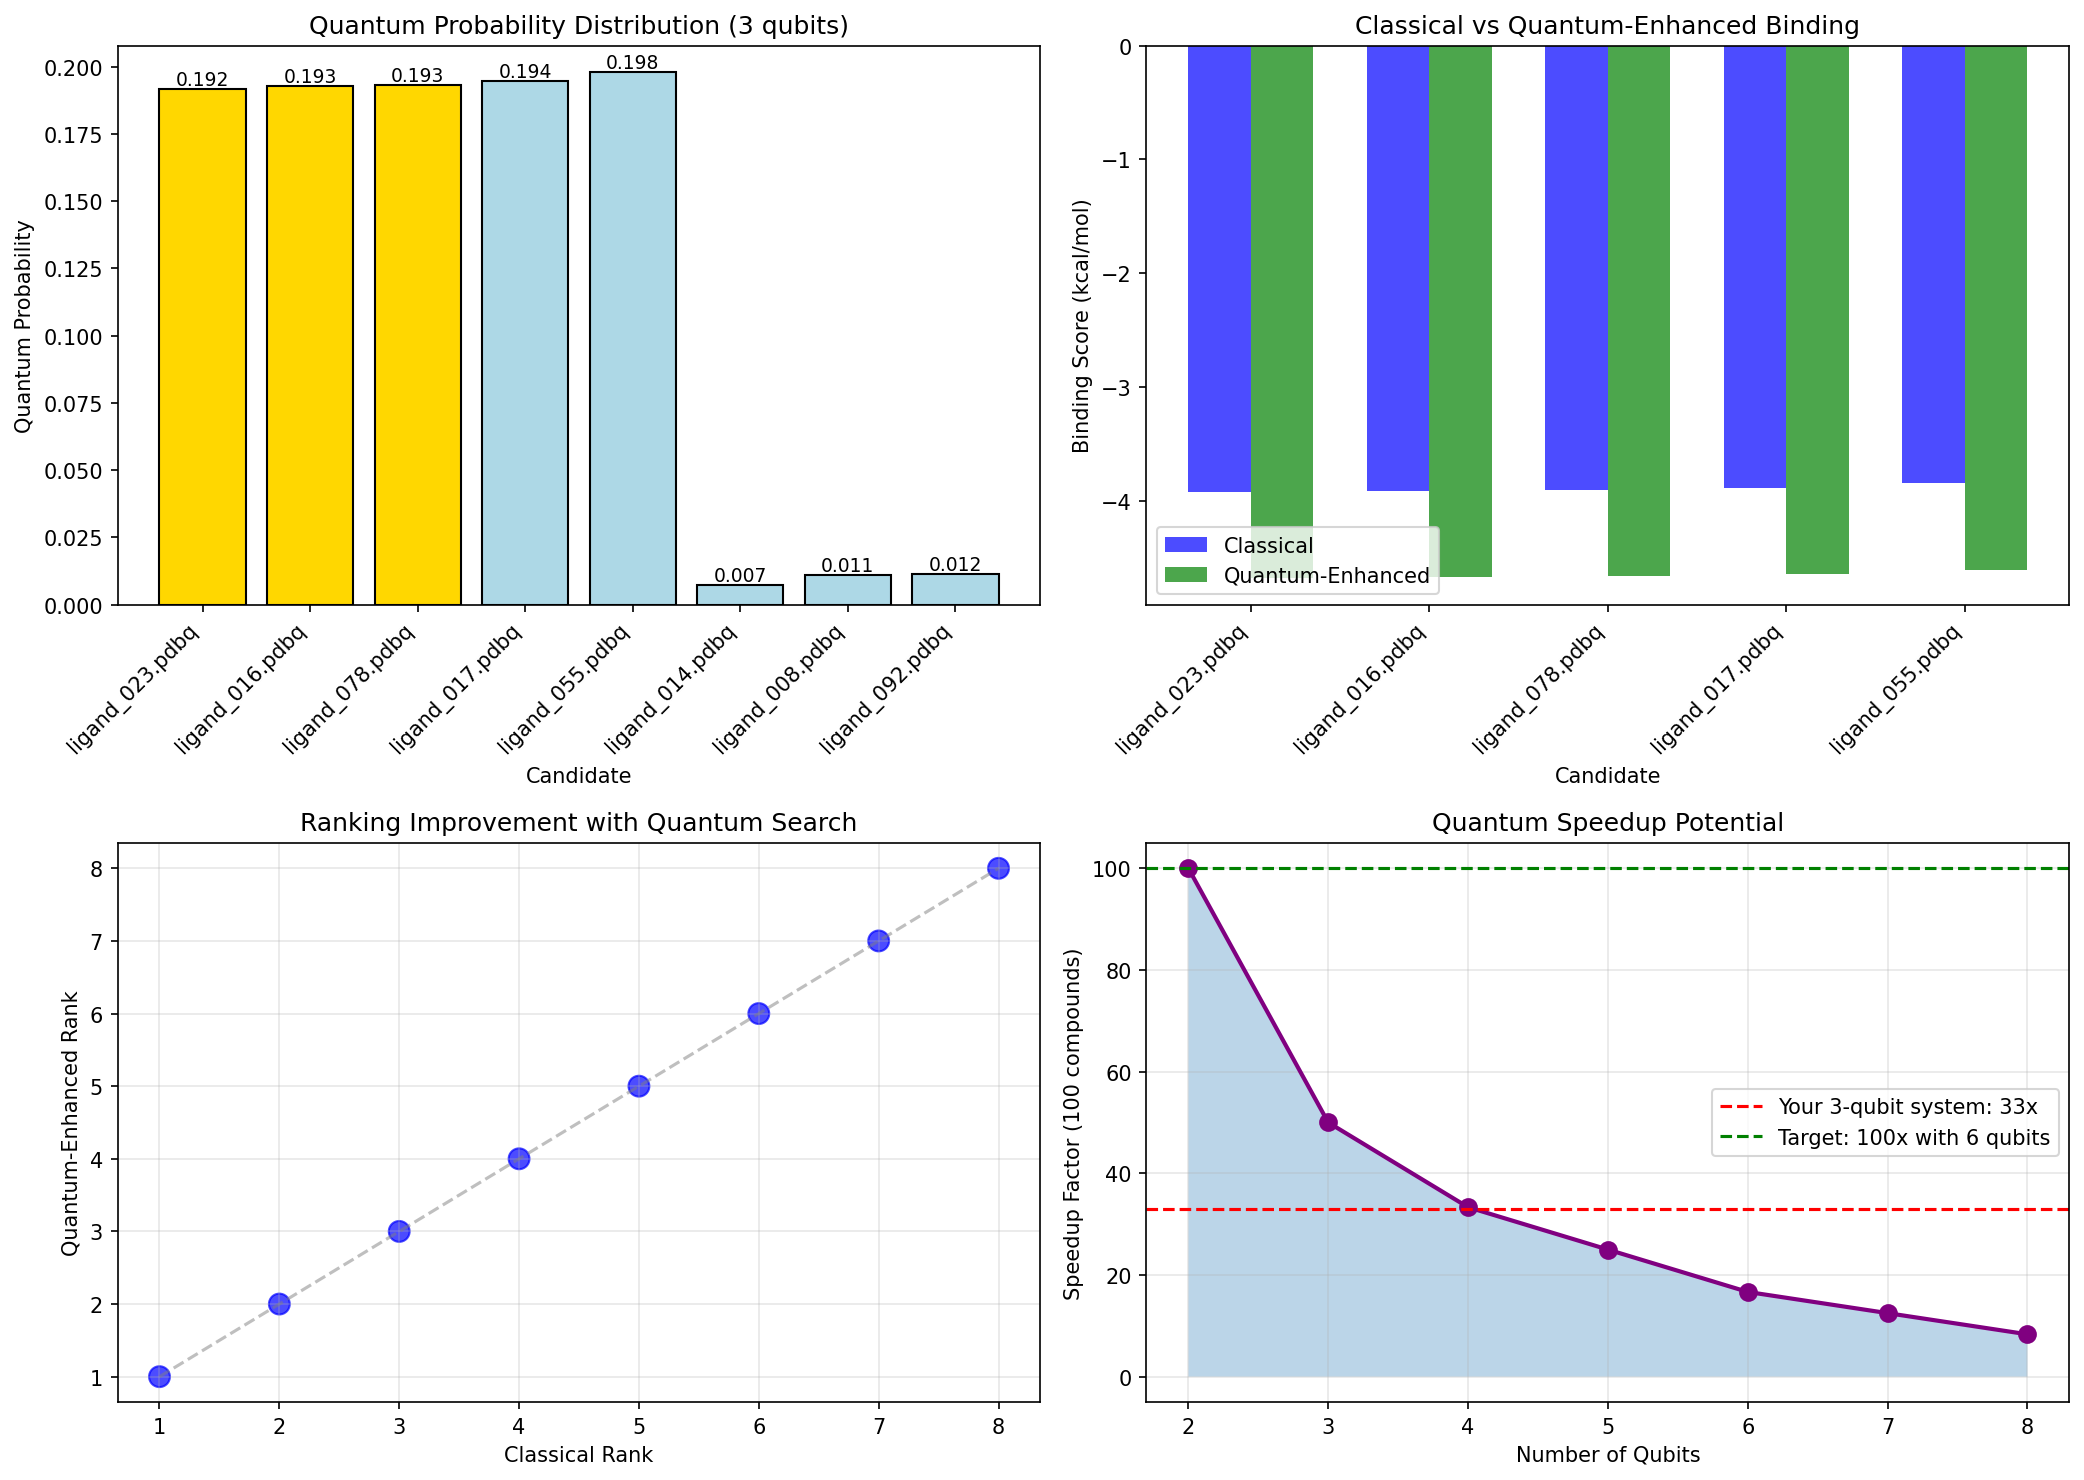 Quantum Probability Distribution (3 qubits)
Quantum Probability
0.200
0.175
0.150
0.125
0.100
0.075
0.050
0.025
0.000
0.192
0.193
0.193
0.194
0.198
0.007
0.011
0.012
ligand_023.pdbq
ligand_016.pdbq
ligand_078.pdbq
ligand_017.pdbq
ligand_055.pdbq
ligand_014.pdbq
ligand_008.pdbq
ligand_092.pdbq
Candidate
Classical vs Quantum-Enhanced Binding
Binding Score (kcal/mol)
0
−1
−2
−3
−4
Classical
Quantum-Enhanced
ligand_023.pdbq
ligand_016.pdbq
ligand_078.pdbq
ligand_017.pdbq
ligand_055.pdbq
Candidate
Ranking Improvement with Quantum Search
Quantum-Enhanced Rank
8
7
6
5
4
3
2
1
1 2 3 4 5 6 7 8
Classical Rank
Quantum Speedup Potential
Speedup Factor (100 compounds)
100
80
60
40
20
0
Your 3-qubit system: 33x
Target: 100x with 6 qubits
2 3 4 5 6 7 8
Number of Qubits